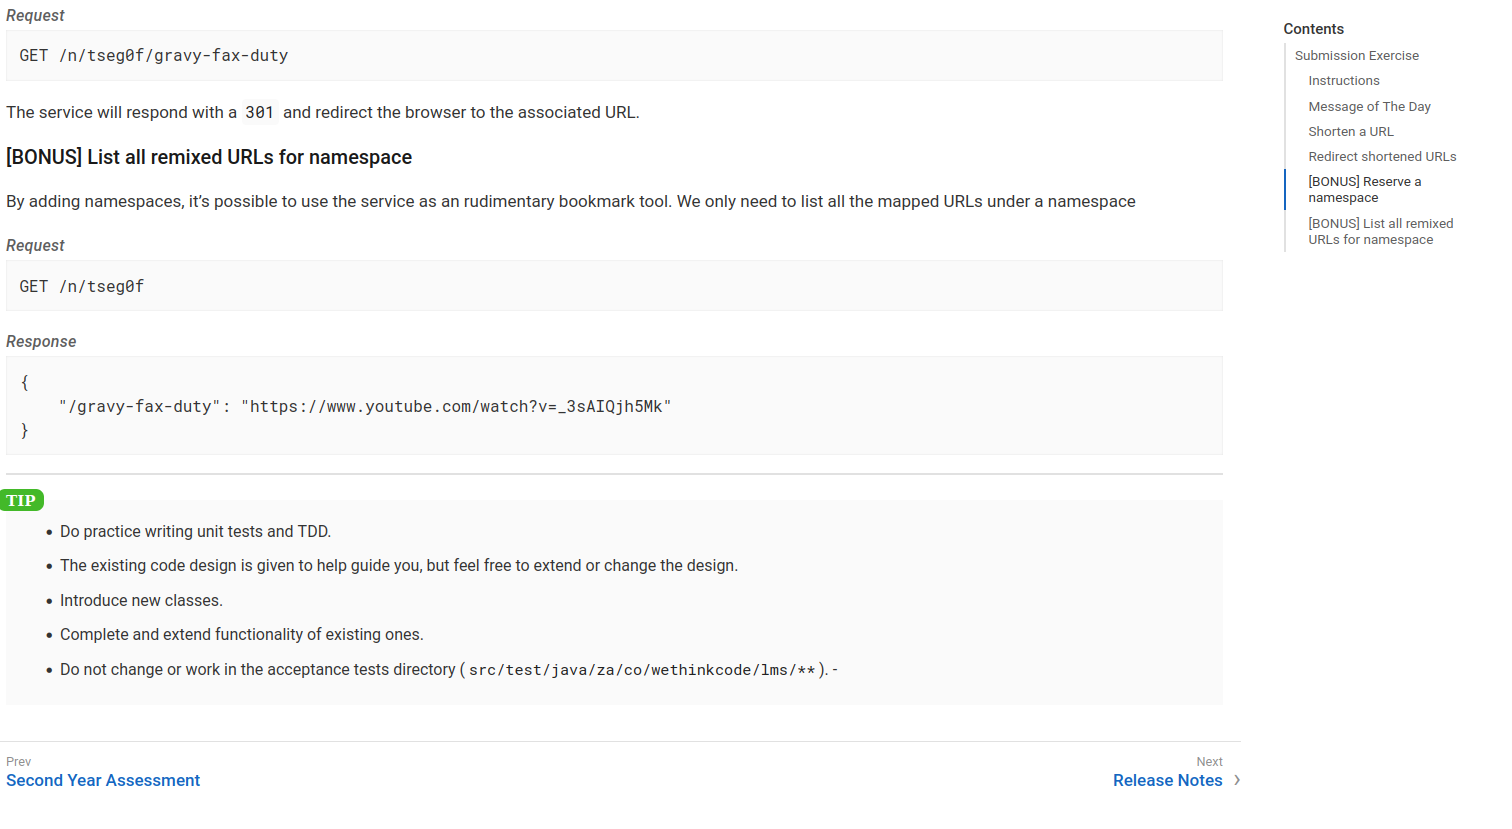 Request
GET /n/tseg0f/gravy-fax-duty
The service will respond with a 301 and redirect the browser to the associated URL.
[BONUS] List all remixed URLs for namespace
By adding namespaces, it's possible to use the service as an rudimentary bookmark tool. We only need to list all the mapped URLs under a namespace
Request
GET /n/tseg0f
Response
{
"/gravy-fax-duty": "https://www.youtube.com/watch?v=_3sAIQjh5Mk"
}
TIP
• Do practice writing unit tests and TDD.
• The existing code design is given to help guide you, but feel free to extend or change the design.
• Introduce new classes.
• Complete and extend functionality of existing ones.
• Do not change or work in the acceptance tests directory ( src/test/java/za/co/wethinkcode/lms/** ). -
Prev
Second Year Assessment
Next
Release Notes ›
Contents
Submission Exercise
Instructions
Message of The Day
Shorten a URL
Redirect shortened URLs
[BONUS] Reserve a
namespace
[BONUS] List all remixed
URLs for namespace